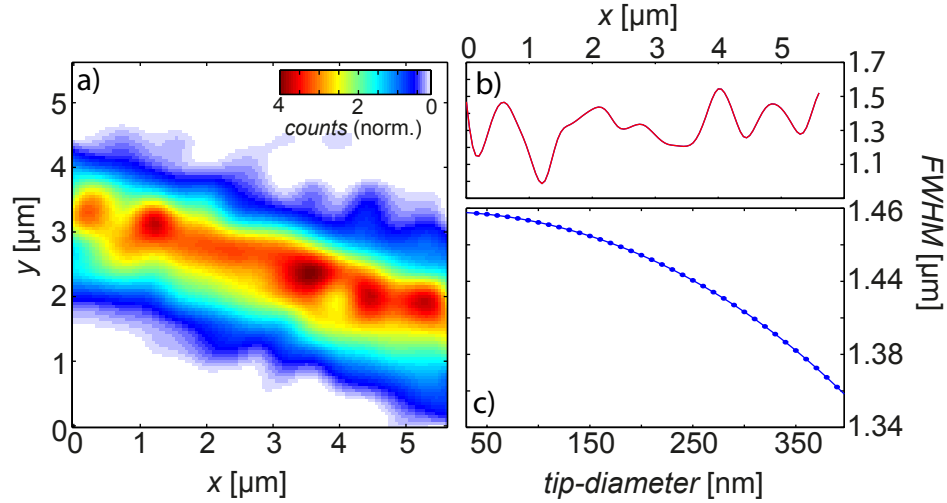 x [µm]
0 1 2 3 4 5
a)
5
4
3
2
1
0
y [µm]
4 2 0
counts (norm.)
0 1 2 3 4 5
x [µm]
b)
1.7
1.5
1.3
1.1
FWHM [µm]
1.46
1.44
1.38
1.34
c)
50 150 250 350
tip-diameter [nm]